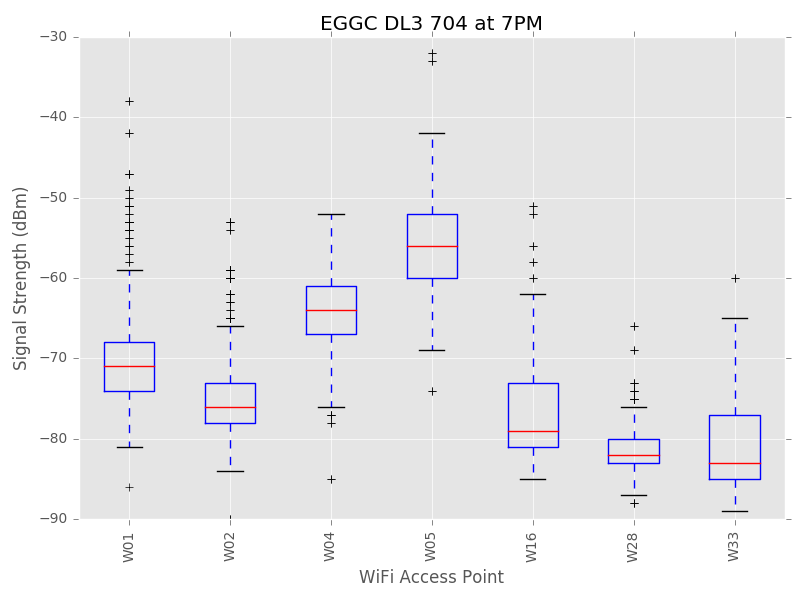 EGGC DL3 704 at 7PM
Signal Strength (dBm)
−30
−40
−50
−60
−70
−80
−90
W01
W02
W04
W05
W16
W28
W33
WiFi Access Point